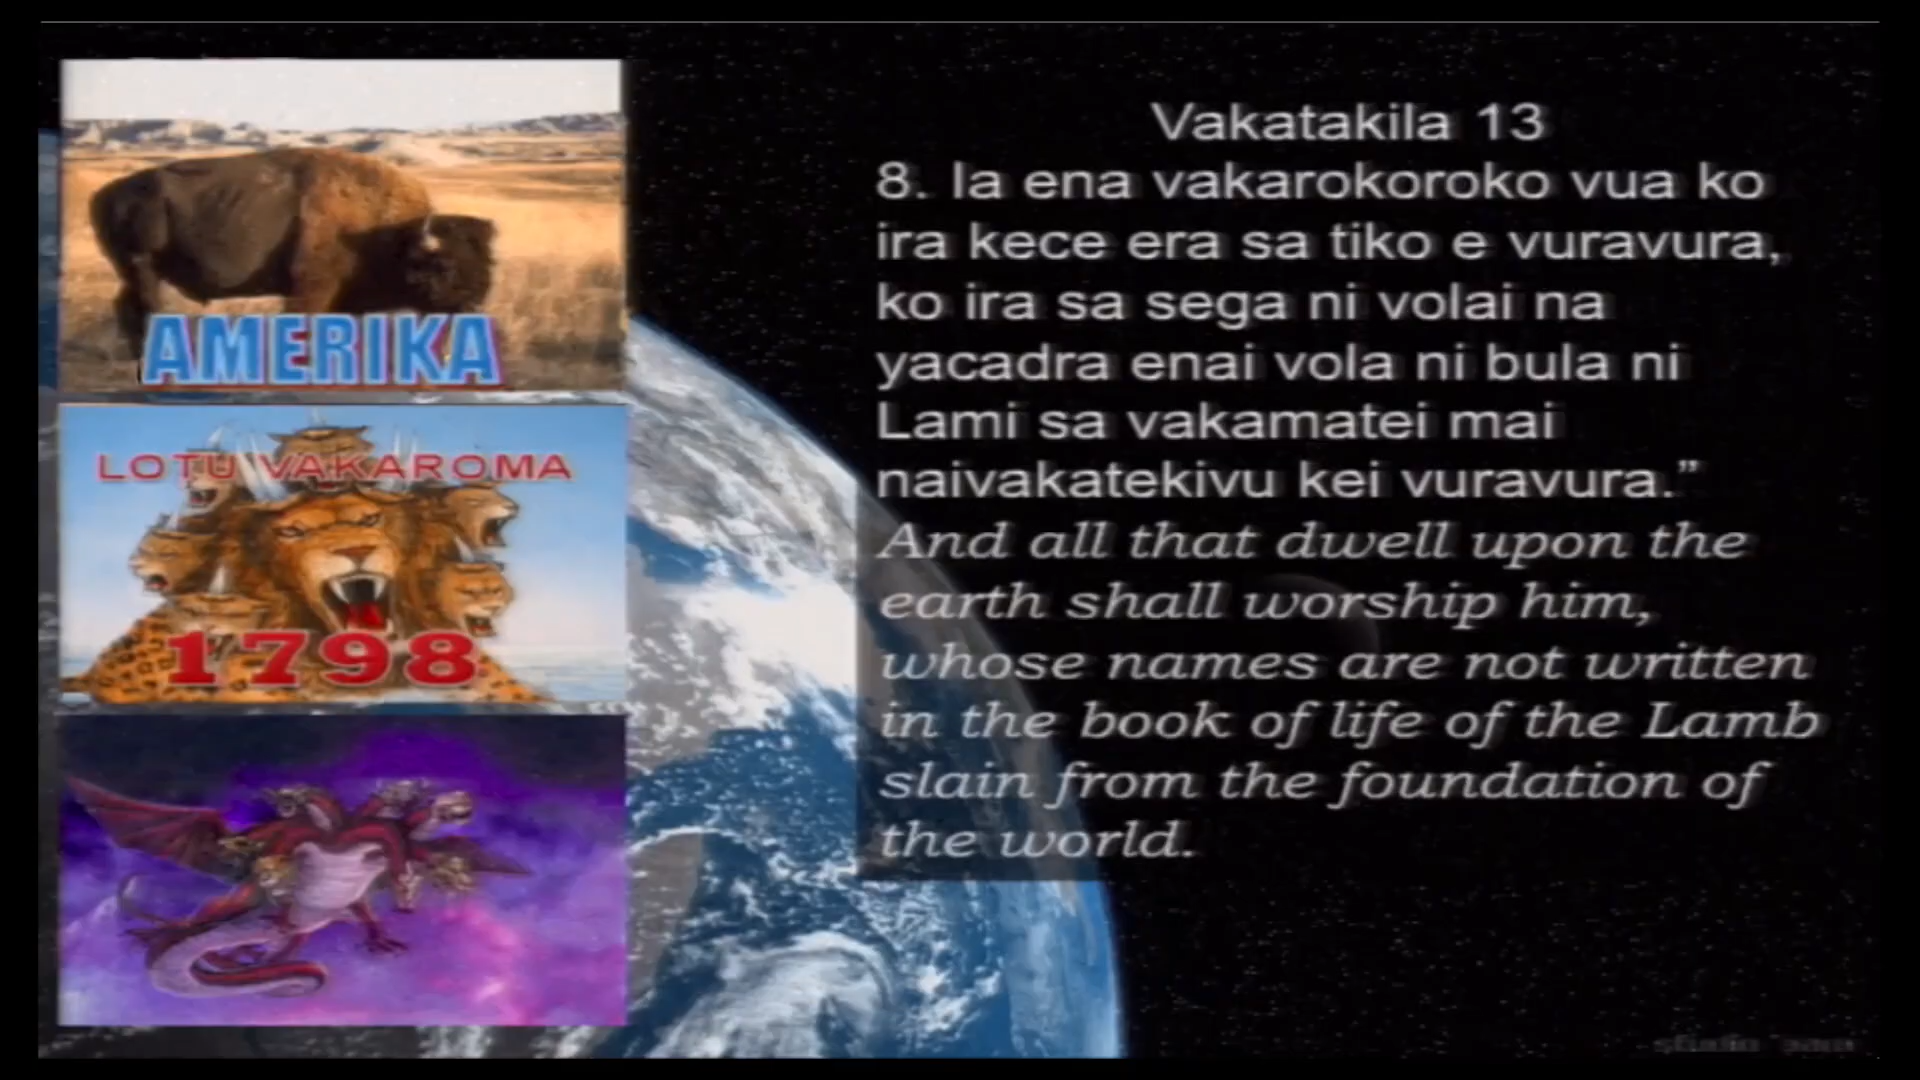 AMERIKA
LOTU VAKAROMA
1798
Vakatakila 13
8. Ia ena vakarokoroko vua ko
ira kece era sa tiko e vuravura,
ko ira sa sega ni volai na
yacadra enai vola ni bula ni
Lami sa vakamatei mai
naivakatekivu kei vuravura.”
And all that dwell upon the
earth shall worship him,
whose names are not written
in the book of life of the Lamb
slain from the foundation of
the world.